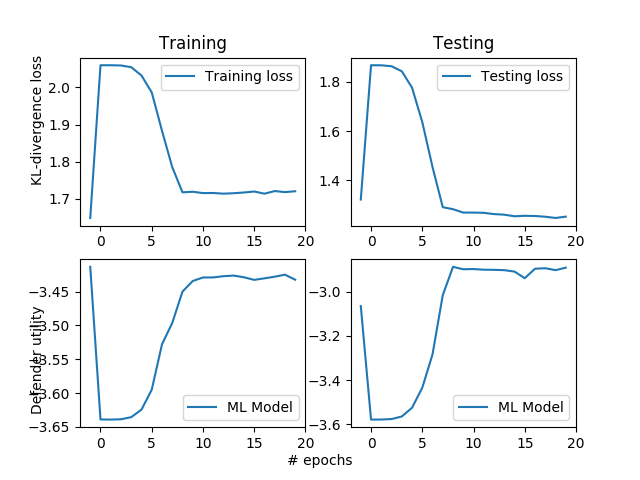 Training
Testing
KL-divergence loss
2.0
1.9
1.8
1.7
Training loss
0 5 10 15 20
1.8
1.6
1.4
Testing loss
0 5 10 15 20
Defender utility
−3.45
−3.50
−3.55
−3.60
−3.65
ML Model
0 5 10 15 20
−3.0
−3.2
−3.4
−3.6
ML Model
0 5 10 15 20
# epochs